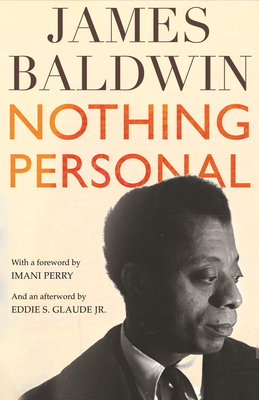 JAMES
BALDWIN
NOTHING
PERSONAL
With a foreword by
IMANI PERRY
And an afterword by
EDDIE S. GLAUDE JR.